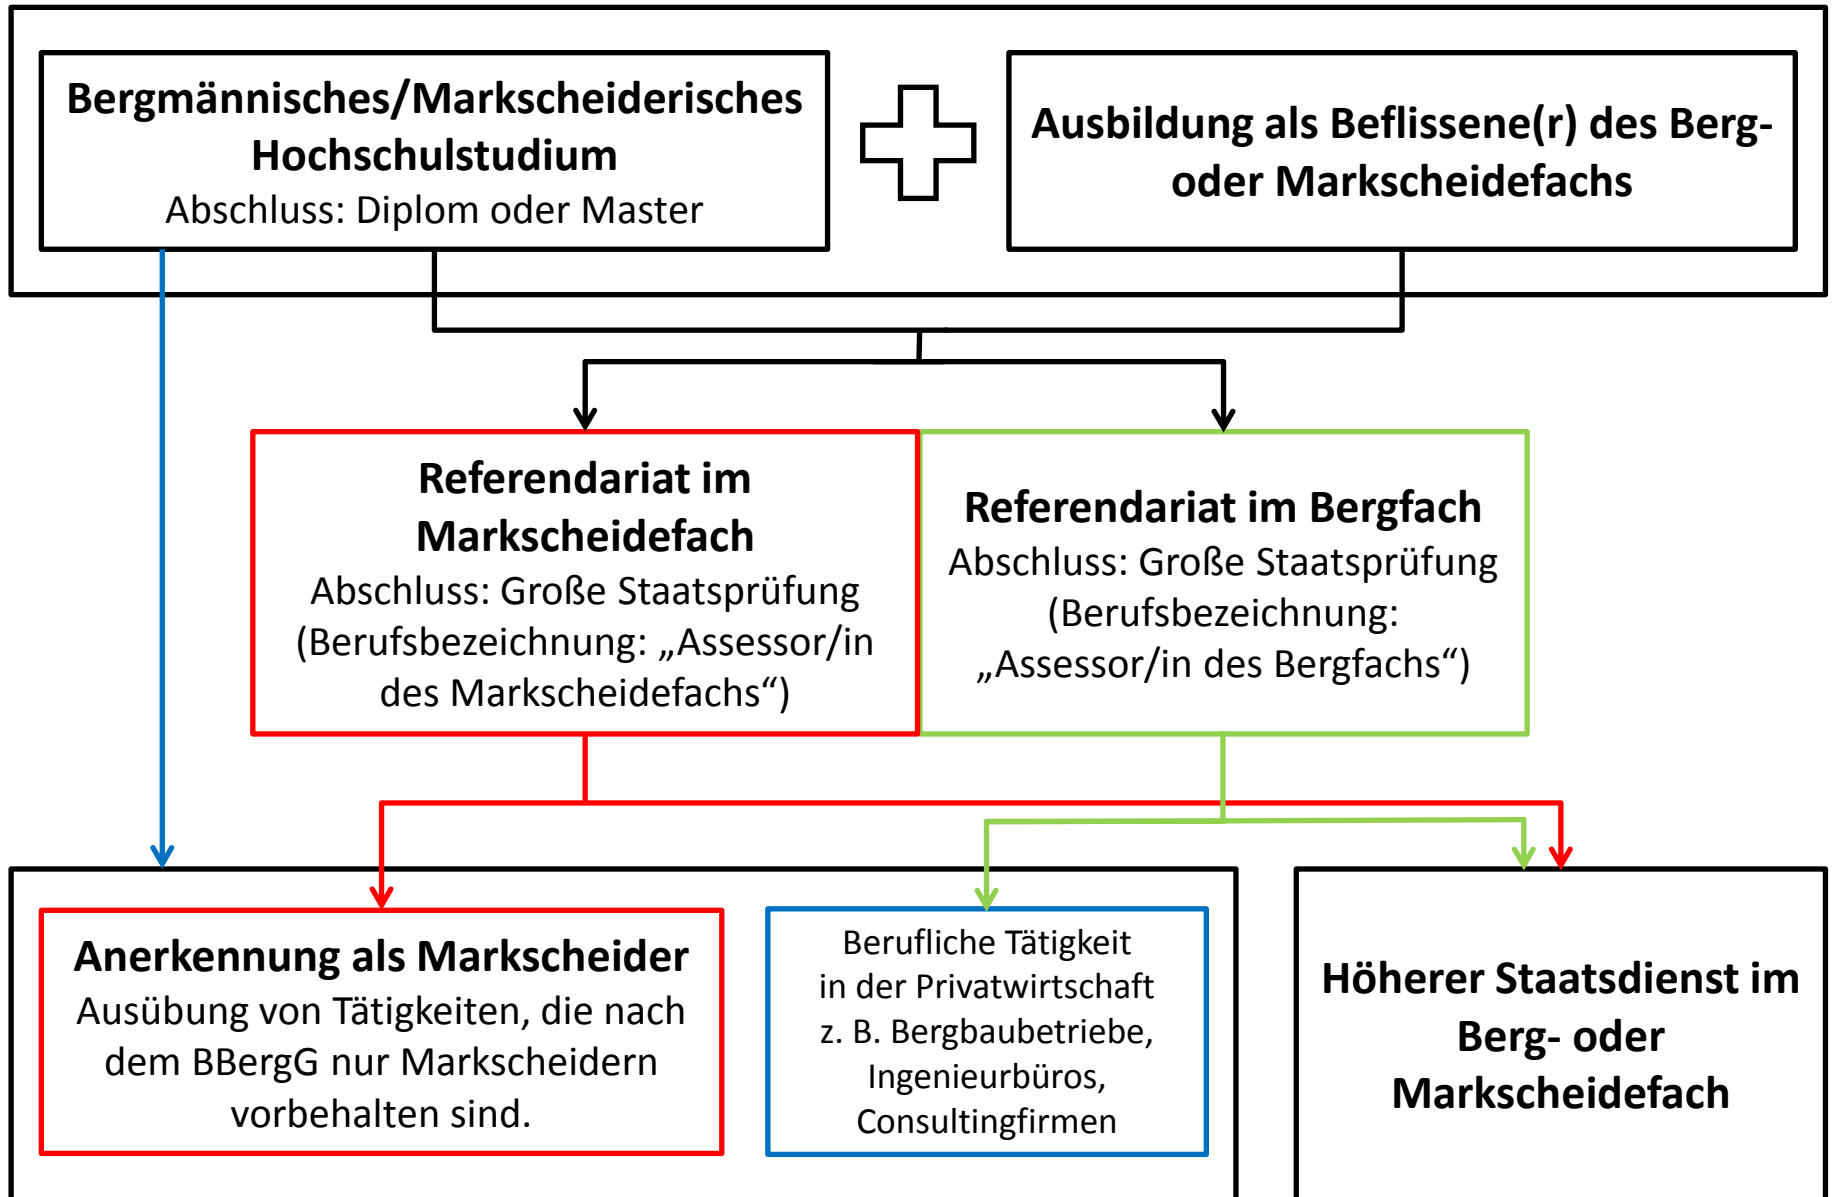 Bergmännisches/Markscheiderisches
Hochschulstudium
Abschluss: Diplom oder Master
Ausbildung als Beflissene(r) des Berg-
oder Markscheidefachs
Referendariat im
Markscheidefach
Abschluss: Große Staatsprüfung
(Berufsbezeichnung: „Assessor/in
des Markscheidefachs“)
Referendariat im Bergfach
Abschluss: Große Staatsprüfung
(Berufsbezeichnung:
„Assessor/in des Bergfachs“)
Anerkennung als Markscheider
Ausübung von Tätigkeiten, die nach
dem BBergG nur Markscheidern
vorbehalten sind.
Berufliche Tätigkeit
in der Privatwirtschaft
z. B. Bergbaubetriebe,
Ingenieurbüros,
Consultingfirmen
Höherer Staatsdienst im
Berg- oder
Markscheidefach